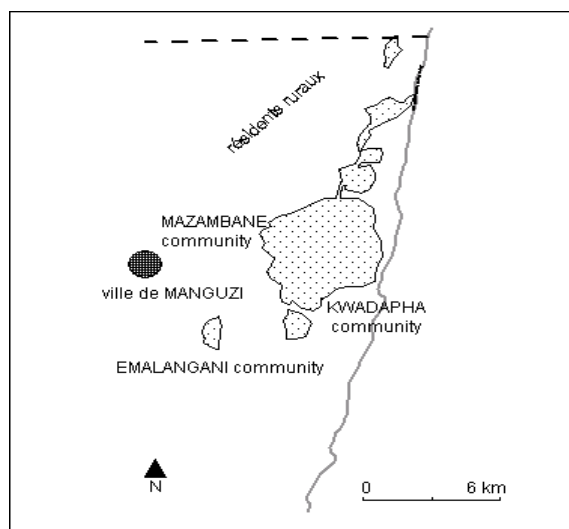 résidents ruraux
MAZAMBANE
community
ville de MANGUZI
KWADAPHA
community
EMALANGANI community
N
0 6 km